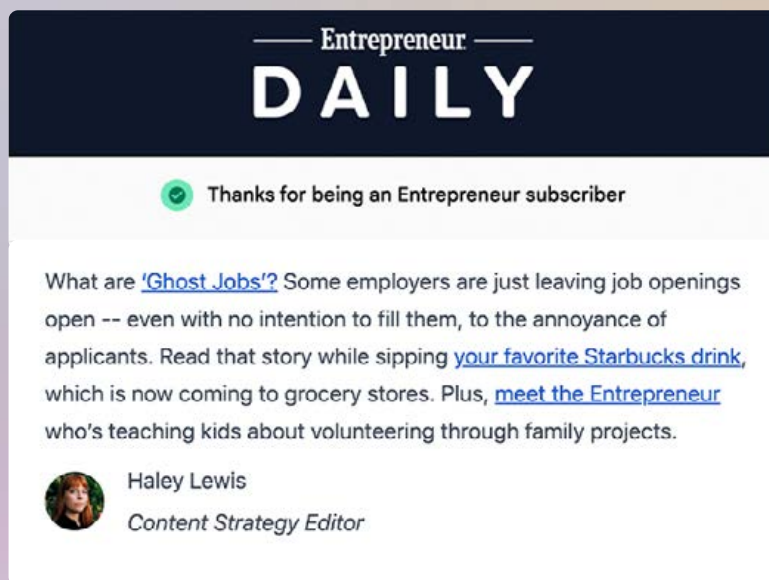 Entrepreneur
DAILY
Thanks for being an Entrepreneur subscriber
What are ‘Ghost Jobs’? Some employers are just leaving job openings
open -- even with no intention to fill them, to the annoyance of
applicants. Read that story while sipping your favorite Starbucks drink,
which is now coming to grocery stores. Plus, meet the Entrepreneur
who’s teaching kids about volunteering through family projects.
Haley Lewis
Content Strategy Editor